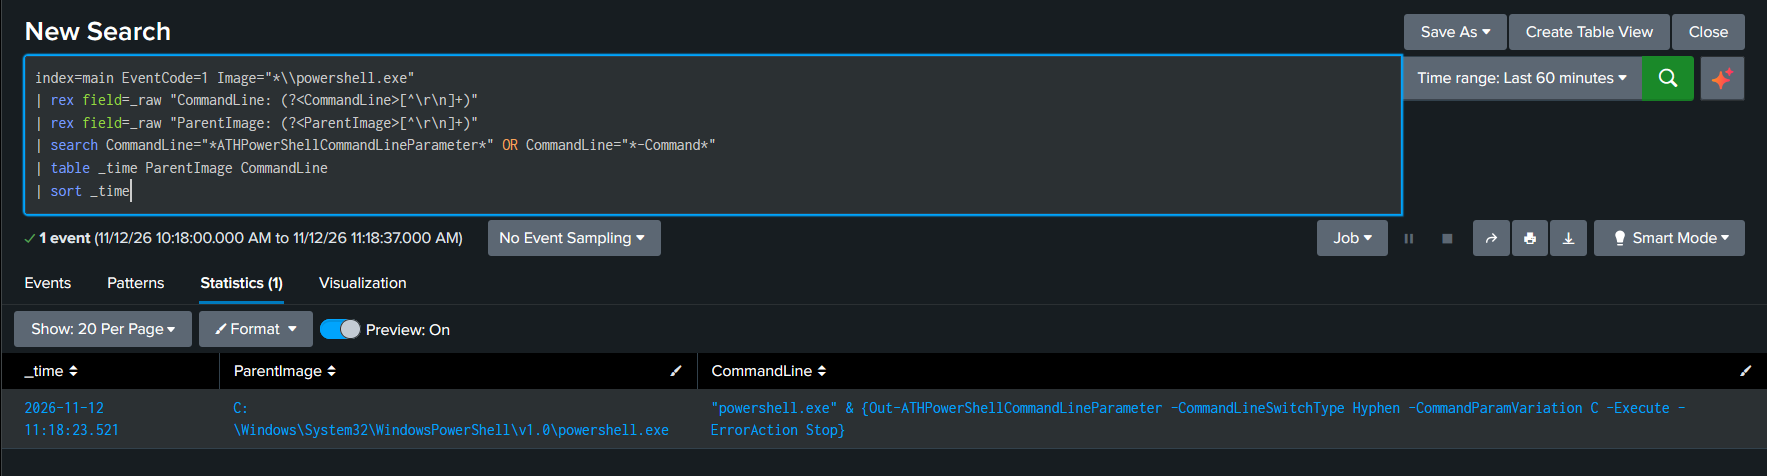 New Search
Save As
Create Table View
Close
index=main EventCode=1 Image="*\\powershell.exe"
| rex field=_raw "CommandLine: (?<CommandLine>[^\r\n]+)"
| rex field=_raw "ParentImage: (?<ParentImage>[^\r\n]+)"
| search CommandLine="*ATHPowerShellCommandLineParameter*" OR CommandLine="*-Command*"
| table _time ParentImage CommandLine
| sort _time
Time range: Last 60 minutes
1 event (11/12/26 10:18:00.000 AM to 11/12/26 11:18:37.000 AM)
No Event Sampling
Job
Smart Mode
Events
Patterns
Statistics (1)
Visualization
Show: 20 Per Page
Format
Preview: On
_time
ParentImage
CommandLine
2026-11-12
11:18:23.521
C:
\Windows\System32\WindowsPowerShell\v1.0\powershell.exe
"powershell.exe" & {Out-ATHPowerShellCommandLineParameter -CommandLineSwitchType Hyphen -CommandParamVariation C -Execute -
ErrorAction Stop}